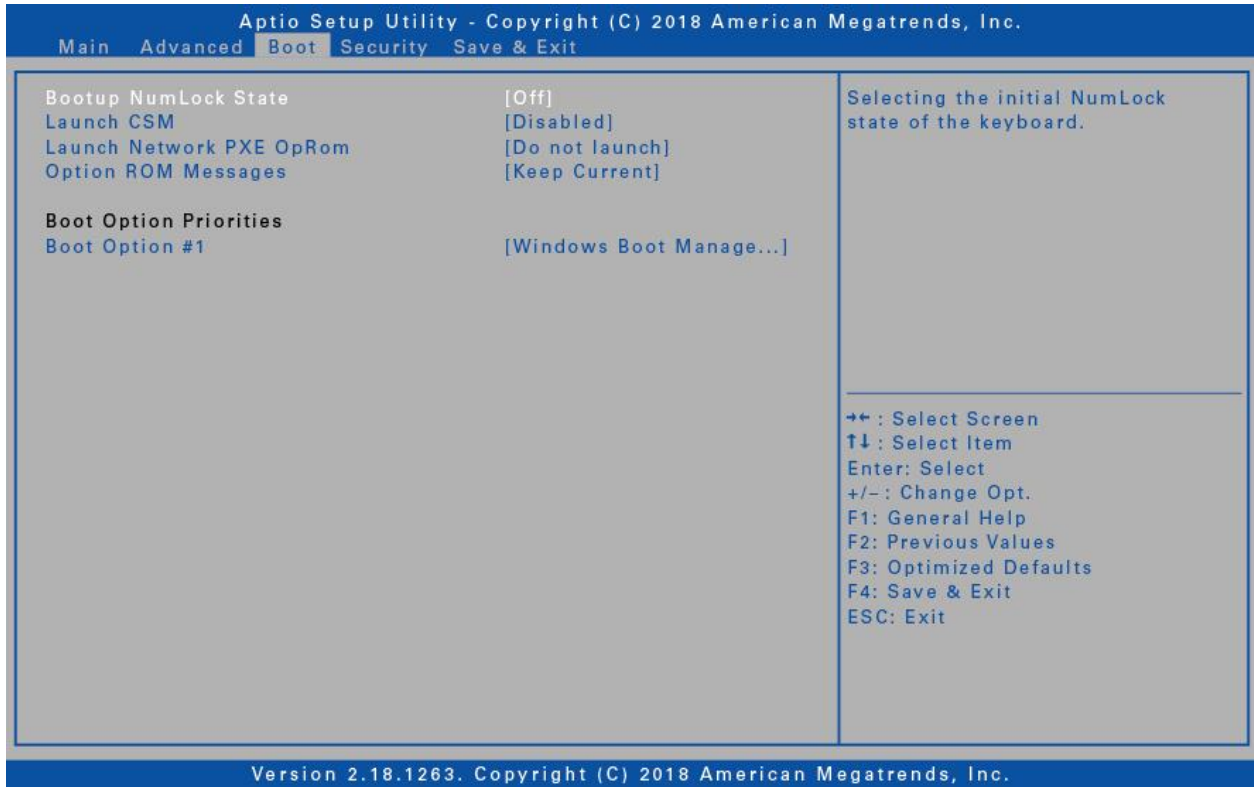 Aptio Setup Utility - Copyright (C) 2018 American Megatrends, Inc.
Main Advanced Boot Security Save & Exit
Bootup NumLock State [Off]
Launch CSM [Disabled]
Launch Network PXE OpRom [Do not launch]
Option ROM Messages [Keep Current]
Boot Option Priorities
Boot Option #1 [Windows Boot Manage...]
Selecting the initial NumLock
state of the keyboard.
→← : Select Screen
↑↓ : Select Item
Enter: Select
+/– : Change Opt.
F1: General Help
F2: Previous Values
F3: Optimized Defaults
F4: Save & Exit
ESC: Exit
Version 2.18.1263. Copyright (C) 2018 American Megatrends, Inc.